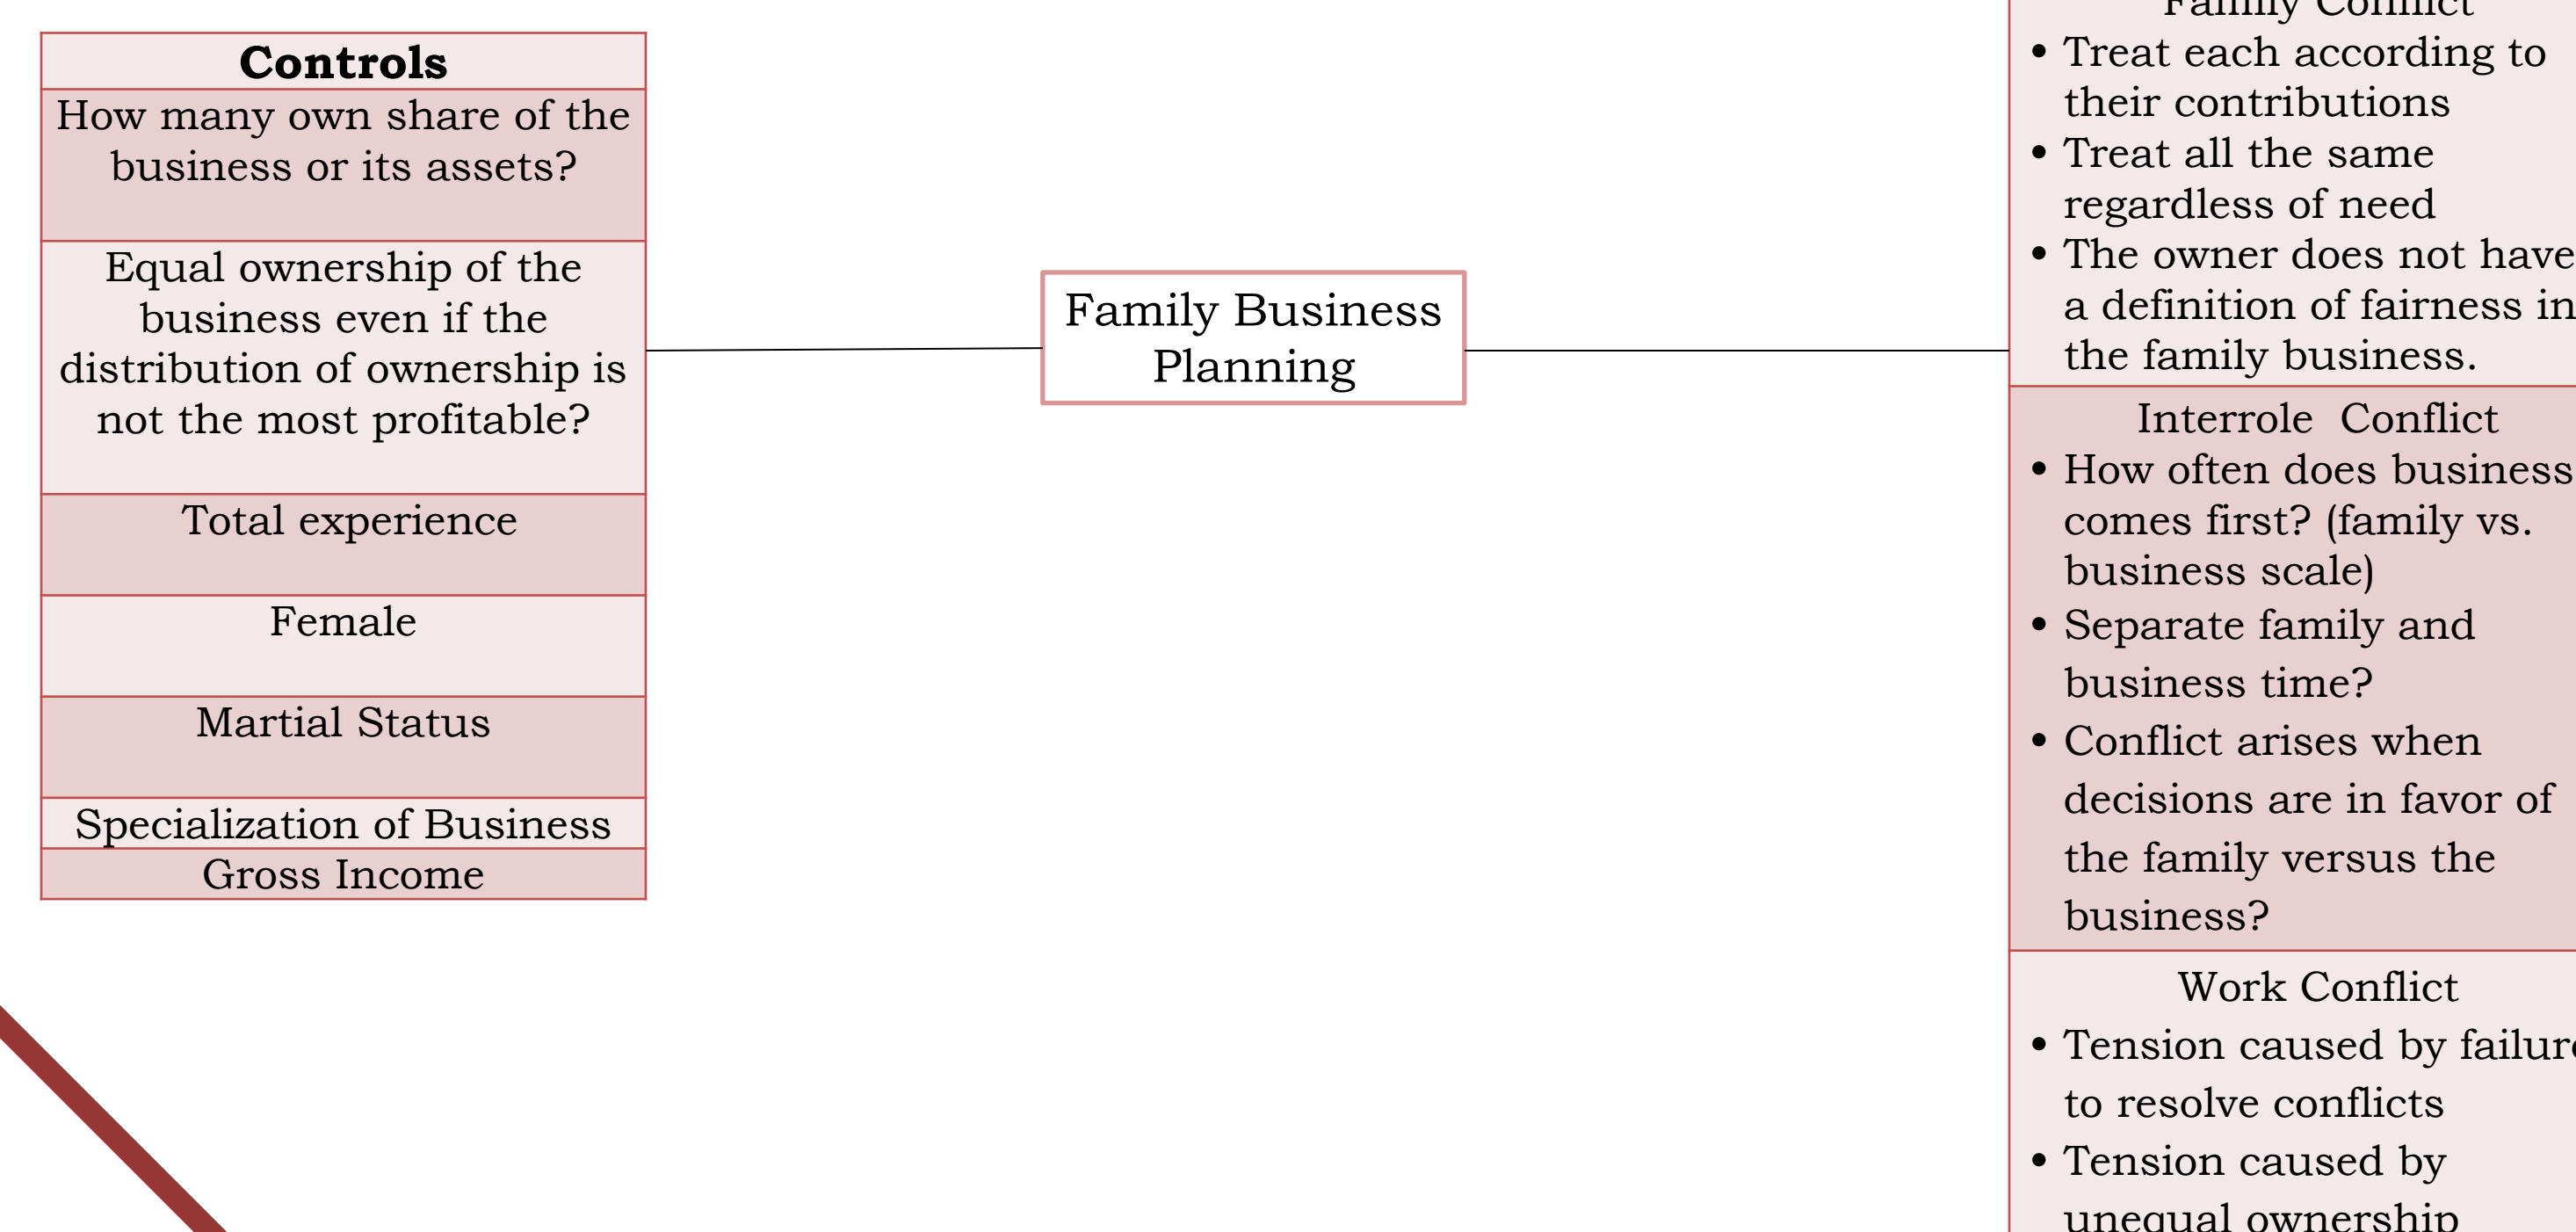 Controls
How many own share of the
business or its assets?
Equal ownership of the
business even if the
distribution of ownership is
not the most profitable?
Total experience
Female
Martial Status
Specialization of Business
Gross Income
Family Business
Planning
Family Conflict
• Treat each according to
their contributions
• Treat all the same
regardless of need
• The owner does not have
a definition of fairness in
the family business.
Interrole  Conflict
• How often does business
comes first? (family vs.
business scale)
• Separate family and
business time?
• Conflict arises when
decisions are in favor of
the family versus the
business?
Work Conflict
• Tension caused by failure
to resolve conflicts
• Tension caused by
unequal ownership